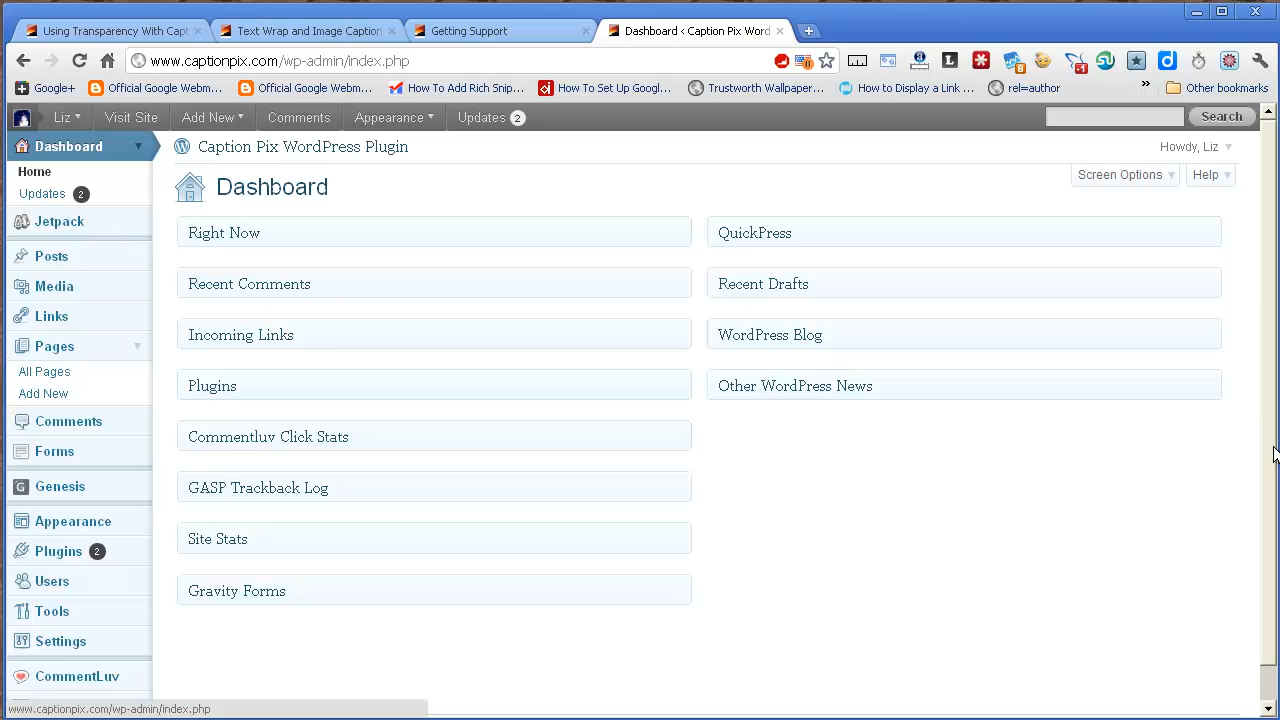 Using Transparency With Capt
Text Wrap and Image Caption
Getting Support
Dashboard ‹ Caption Pix Word
www.captionpix.com/wp-admin/index.php
8
+1
Google+
Official Google Webm...
Official Google Webm...
How To Add Rich Snip...
How To Set Up Googl...
Trustworth Wallpaper...
How to Display a Link ...
rel=author
»
Other bookmarks
Liz
Visit Site
Add New
Comments
Appearance
Updates 2
Search
Dashboard
Caption Pix WordPress Plugin
Howdy, Liz
Home
Updates 2
Dashboard
Screen Options
Help
Jetpack
Posts
Media
Links
Pages
All Pages
Add New
Comments
Forms
Genesis
Appearance
Plugins 2
Users
Tools
Settings
CommentLuv
Right Now
Recent Comments
Incoming Links
Plugins
Commentluv Click Stats
GASP Trackback Log
Site Stats
Gravity Forms
QuickPress
Recent Drafts
WordPress Blog
Other WordPress News
www.captionpix.com/wp-admin/index.php